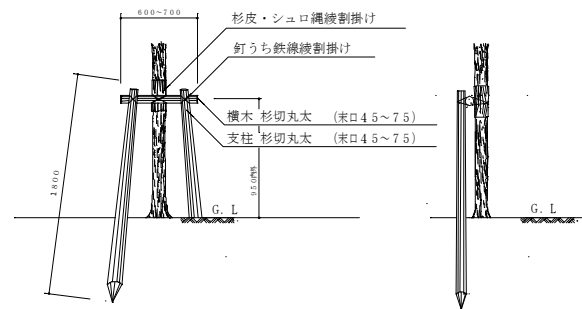 600~700
杉皮・シュロ縄綾割掛け
釘うち鉄線綾割掛け
横木 杉切丸太 (末口45~75)
支柱 杉切丸太 (末口45~75)
1800
950内外
G.L
G.L